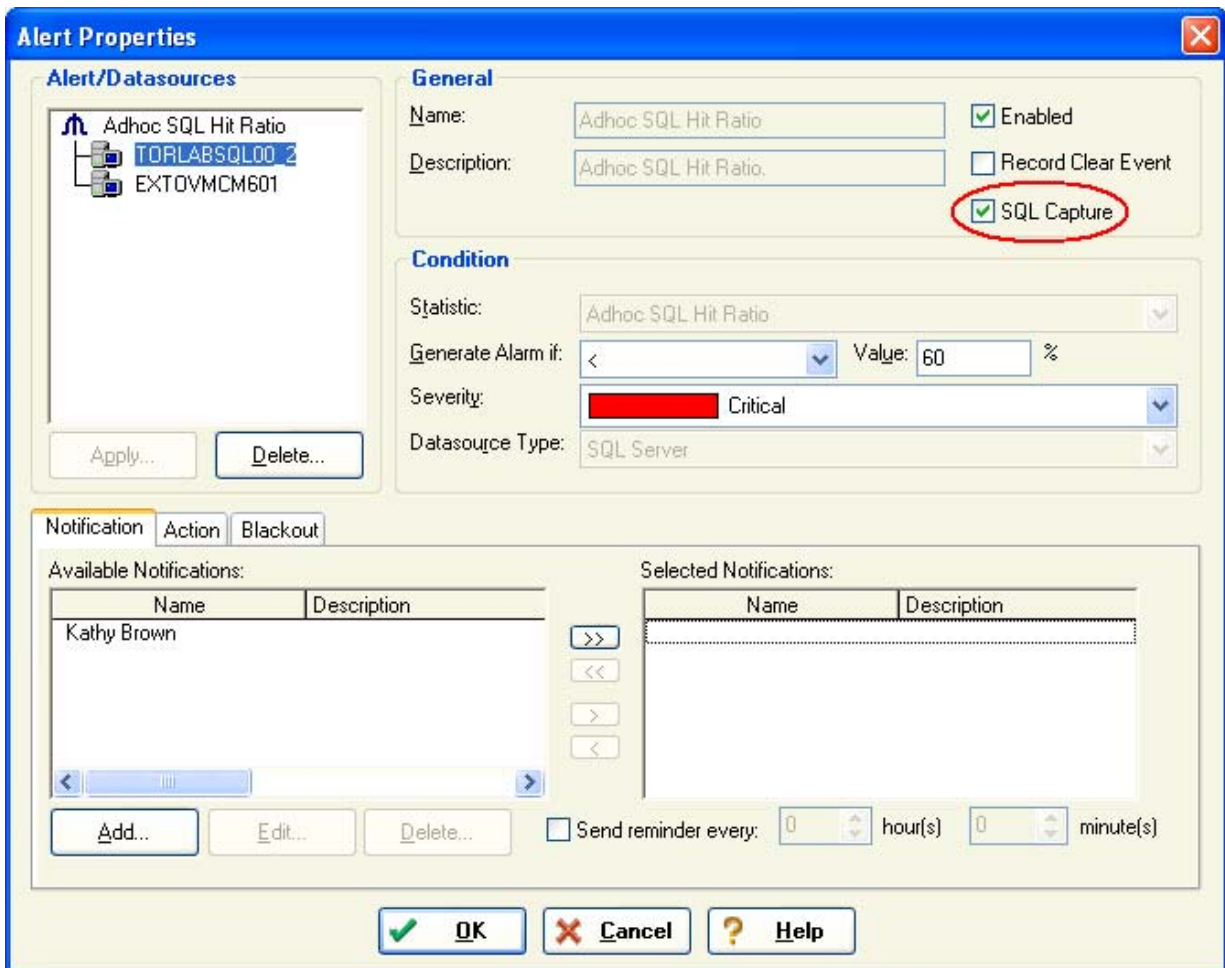 Alert Properties
Alert/Datasources
Adhoc SQL Hit Ratio
TORLABSQL00_2
EXTOVMCM601
Apply...
Delete...
General
Name:
Adhoc SQL Hit Ratio
Enabled
Description:
Adhoc SQL Hit Ratio.
Record Clear Event
SQL Capture
Condition
Statistic:
Adhoc SQL Hit Ratio
Generate Alarm if:
<
Value:
60
%
Severity:
Critical
Datasource Type:
SQL Server
Notification
Action
Blackout
Available Notifications:
Name
Description
Kathy Brown
>>
<<
>
<
Selected Notifications:
Name
Description
Add...
Edit...
Delete...
Send reminder every:
0
hour(s)
0
minute(s)
OK
Cancel
? Help